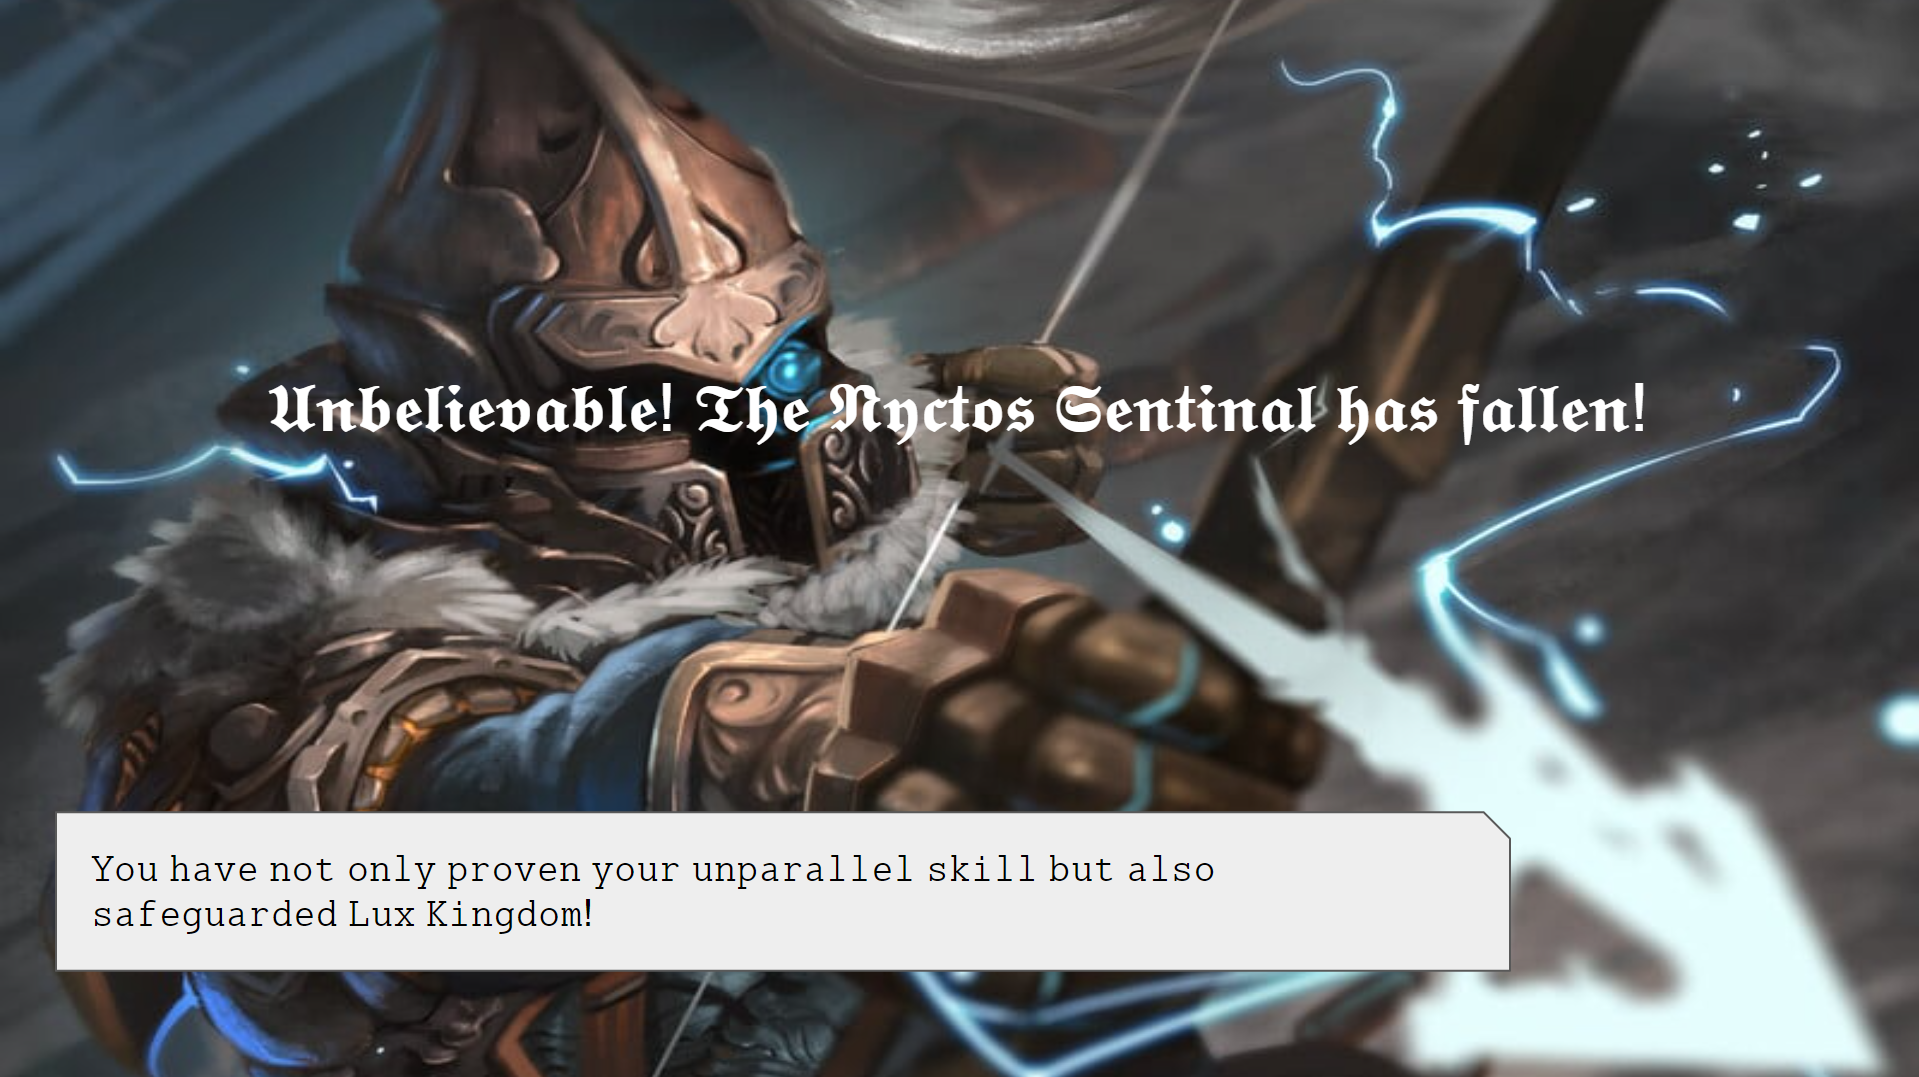 Unbelievable! The Nyctos Sentinal has fallen!
You have not only proven your unparallel skill but also
safeguarded Lux Kingdom!